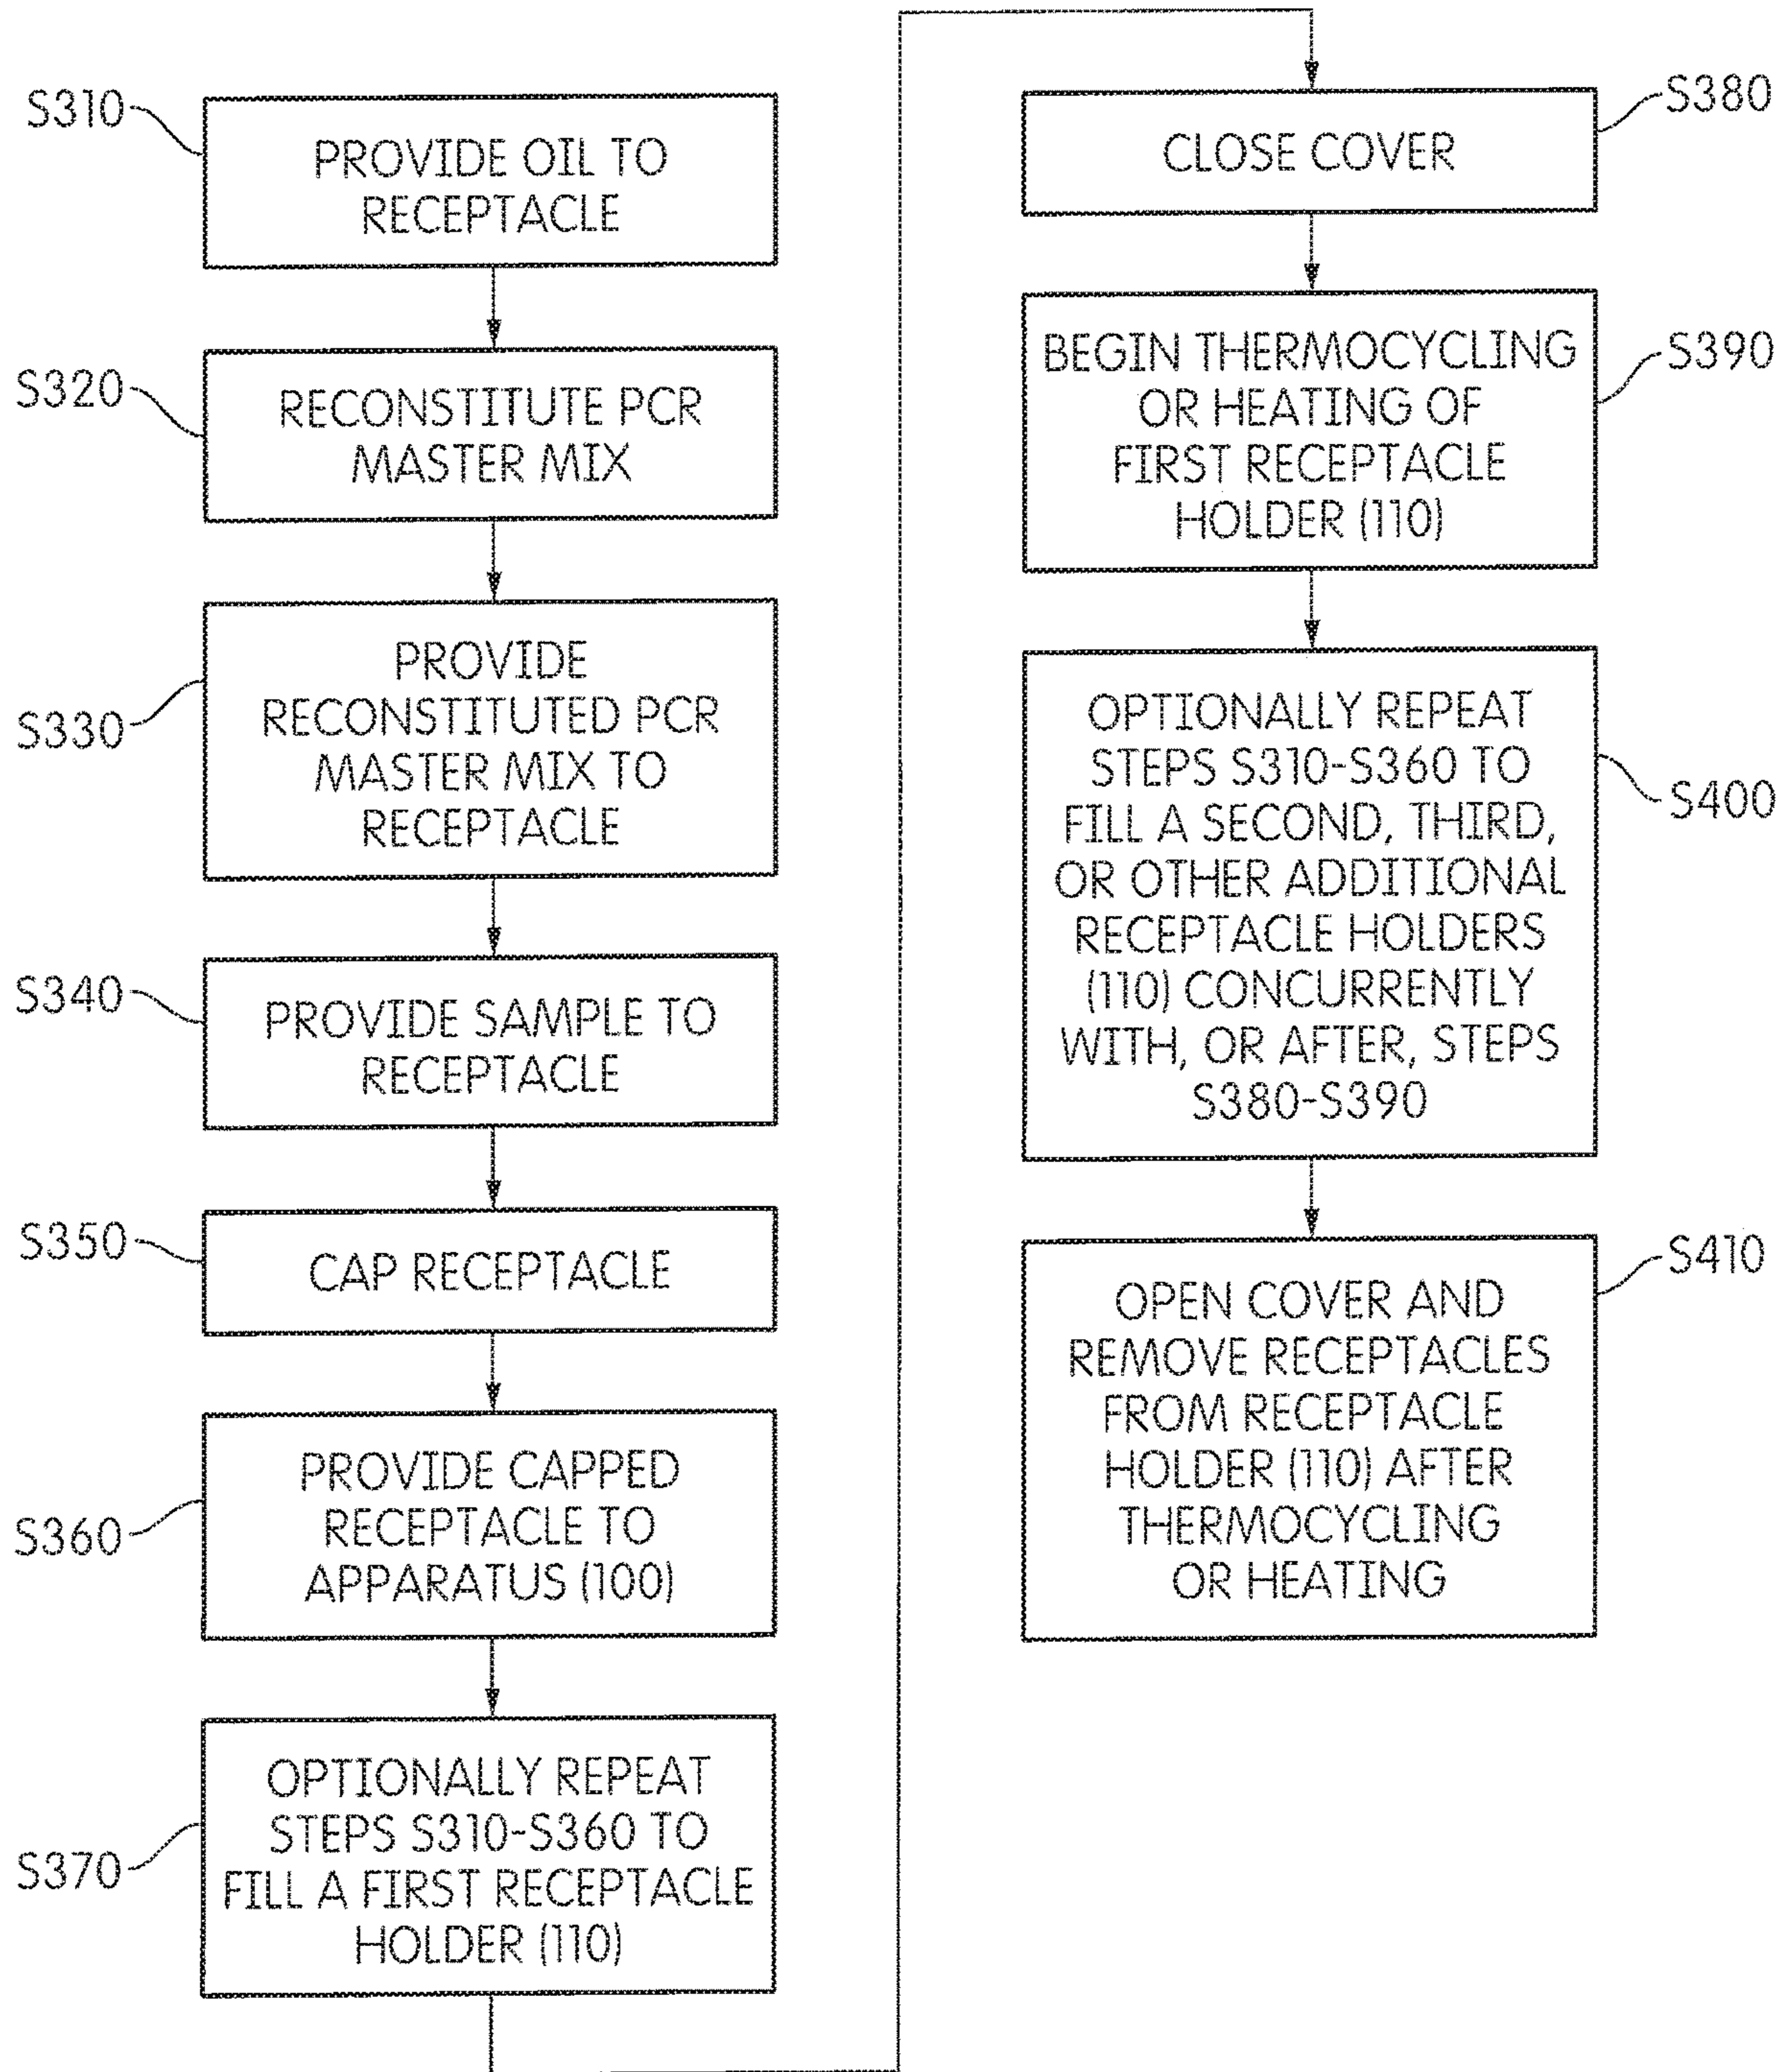 S310
PROVIDE OIL TO
RECEPTACLE
S320
RECONSTITUTE PCR
MASTER MIX
S330
PROVIDE
RECONSTITUTED PCR
MASTER MIX TO
RECEPTACLE
S340
PROVIDE SAMPLE TO
RECEPTACLE
S350
CAP RECEPTACLE
S360
PROVIDE CAPPED
RECEPTACLE TO
APPARATUS (100)
S370
OPTIONALLY REPEAT
STEPS S310-S360 TO
FILL A FIRST RECEPTACLE
HOLDER (110)
S380
CLOSE COVER
S390
BEGIN THERMOCYCLING
OR HEATING OF
FIRST RECEPTACLE
HOLDER (110)
S400
OPTIONALLY REPEAT
STEPS S310-S360 TO
FILL A SECOND, THIRD,
OR OTHER ADDITIONAL
RECEPTACLE HOLDERS
(110) CONCURRENTLY
WITH, OR AFTER, STEPS
S380-S390
S410
OPEN COVER AND
REMOVE RECEPTACLES
FROM RECEPTACLE
HOLDER (110) AFTER
THERMOCYCLING
OR HEATING